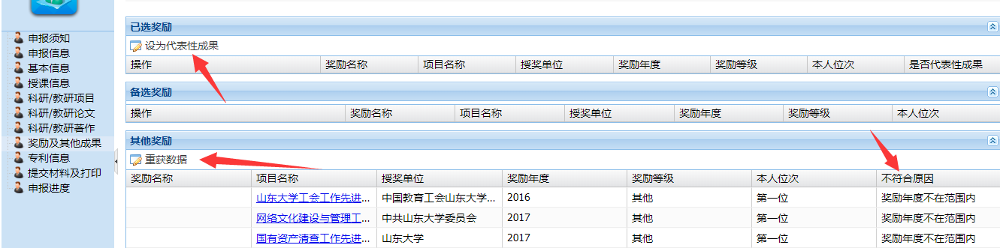 申报须知
申报信息
基本信息
授课信息
科研/教研项目
科研/教研论文
科研/教研著作
奖励及其他成果
专利信息
提交材料及打印
申报进度
已选奖励
设为代表性成果
操作 奖励名称 项目名称 授奖单位 奖励年度 奖励等级 本人位次 是否代表性成果
备选奖励
操作 奖励名称 项目名称 授奖单位 奖励年度 奖励等级 本人位次
其他奖励
重获数据
奖励名称 项目名称 授奖单位 奖励年度 奖励等级 本人位次 不符合原因
山东大学工会工作先进... 中国教育工会山东大学... 2016 其他 第一位 奖励年度不在范围内
网络文化建设与管理工... 中共山东大学委员会 2017 其他 第一位 奖励年度不在范围内
国有资产清查工作先进... 山东大学 2017 其他 第一位 奖励年度不在范围内